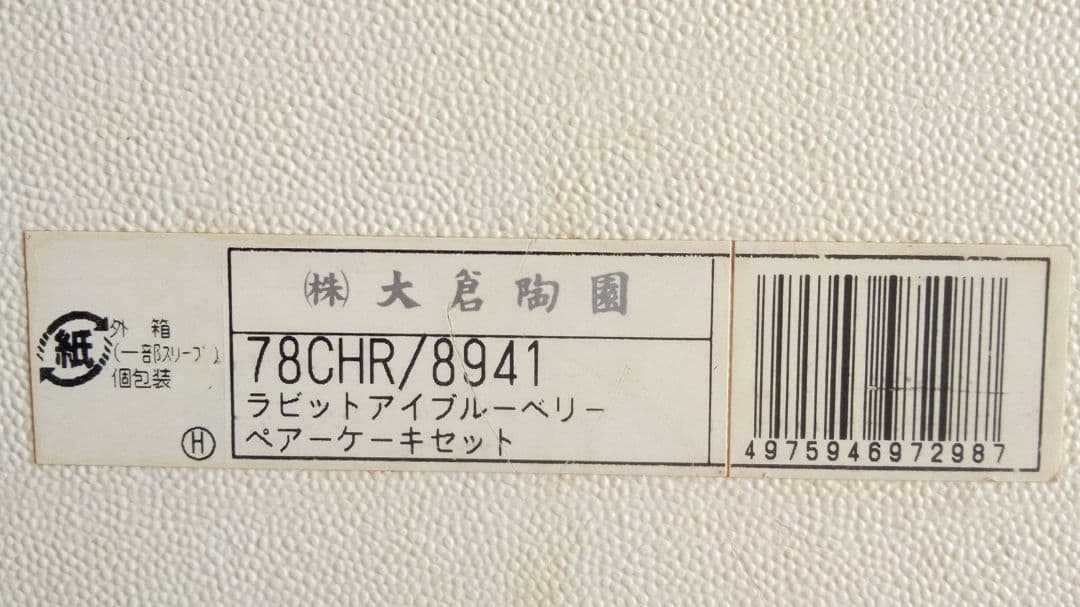 紙
外 箱
(一部スリーブ)
個包装
H
㈱ 大倉陶園
78CHR/8941
ラビットアイブルーベリー
ペアーケーキセット
4975946972987